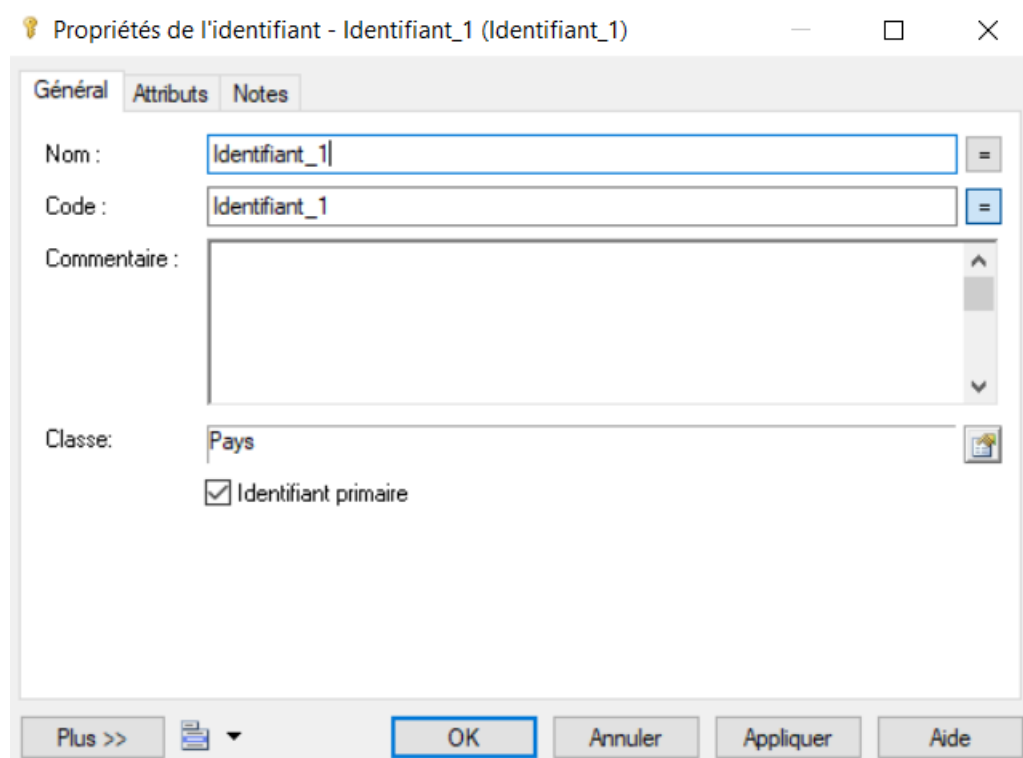 Propriétés de l'identifiant - Identifiant_1 (Identifiant_1)
Général Attributs Notes
Nom : Identifiant_1 =
Code : Identifiant_1 =
Commentaire :
Classe: Pays
Identifiant primaire
Plus >> OK Annuler Appliquer Aide